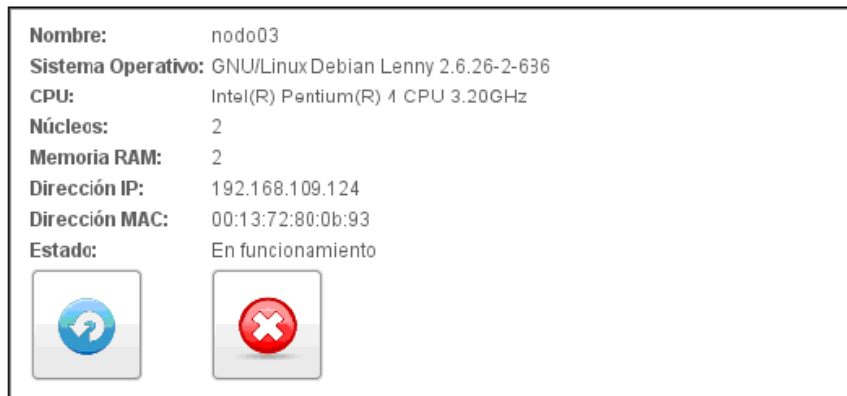 Nombre: nodo03
Sistema Operativo: GNU/Linux Debian Lenny 2.6.26-2-686
CPU: Intel(R) Pentium(R) 4 CPU 3.20GHz
Núcleos: 2
Memoria RAM: 2
Dirección IP: 192.168.109.124
Dirección MAC: 00:13:72:80:0b:93
Estado: En funcionamiento